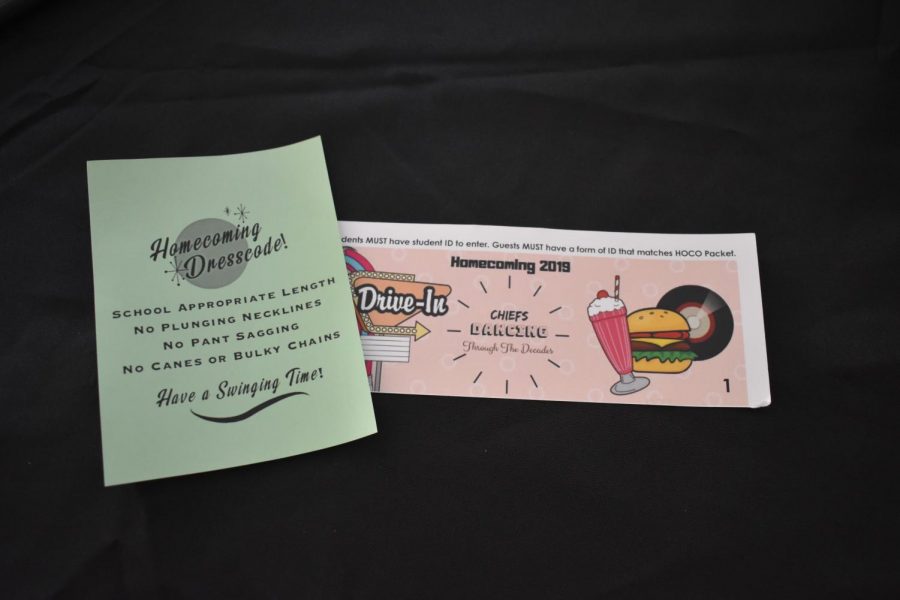 Homecoming
Dresscode!
SCHOOL APPROPRIATE LENGTH
NO PLUNGING NECKLINES
NO PANT SAGGING
NO CANES OR BULKY CHAINS
Have a Swinging Time!
MUST have student ID to enter. Guests MUST have a form of ID that matches HOCO Packet.
Homecoming 2019
Drive-In
CHIEFS
DANCING
Through The Decades
1